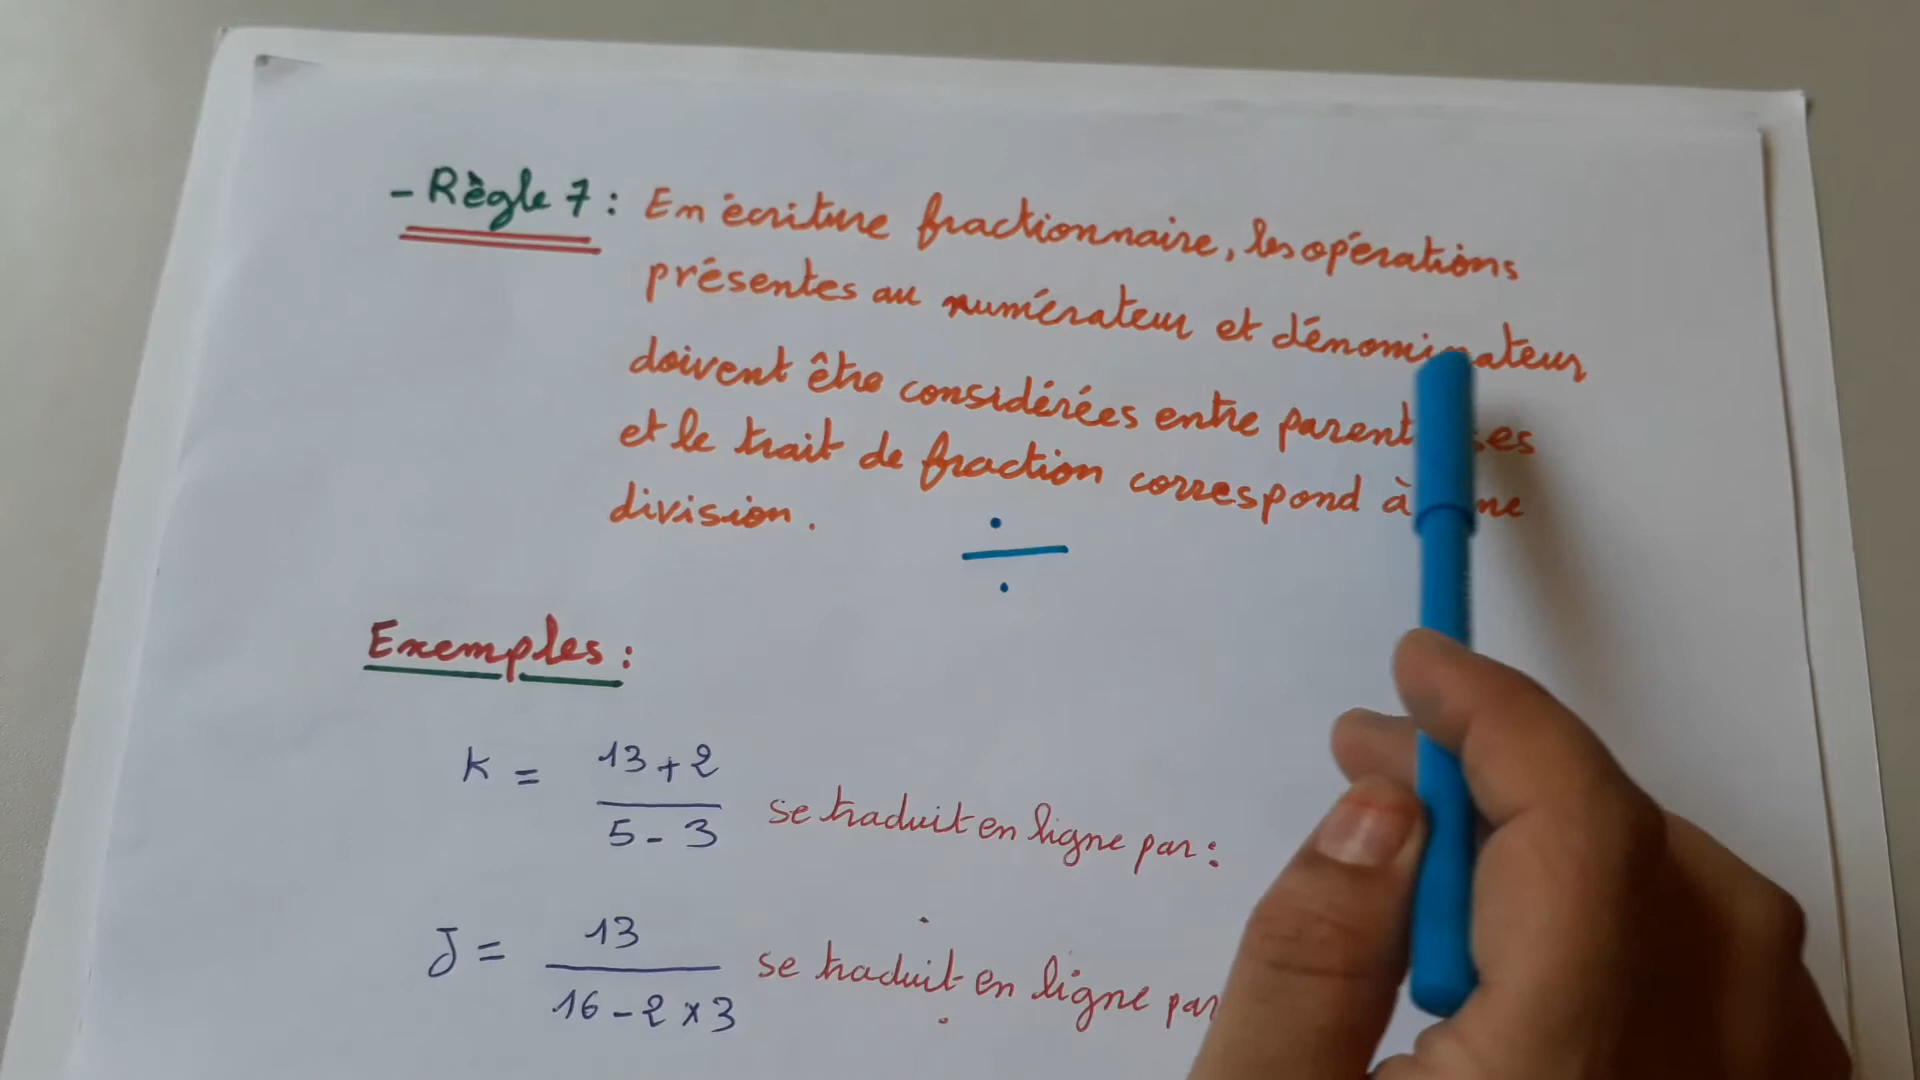 - Règle 7 : En écriture fractionnaire, les opérations
présentes au numérateur et dénominateur
doivent être considérées entre
et le trait de fraction correspond à
division.
÷
Exemples :
K = 13 + 2 / 5 - 3 se traduit en ligne par :
J = 13 / 16 - 2 × 3 se traduit en ligne par